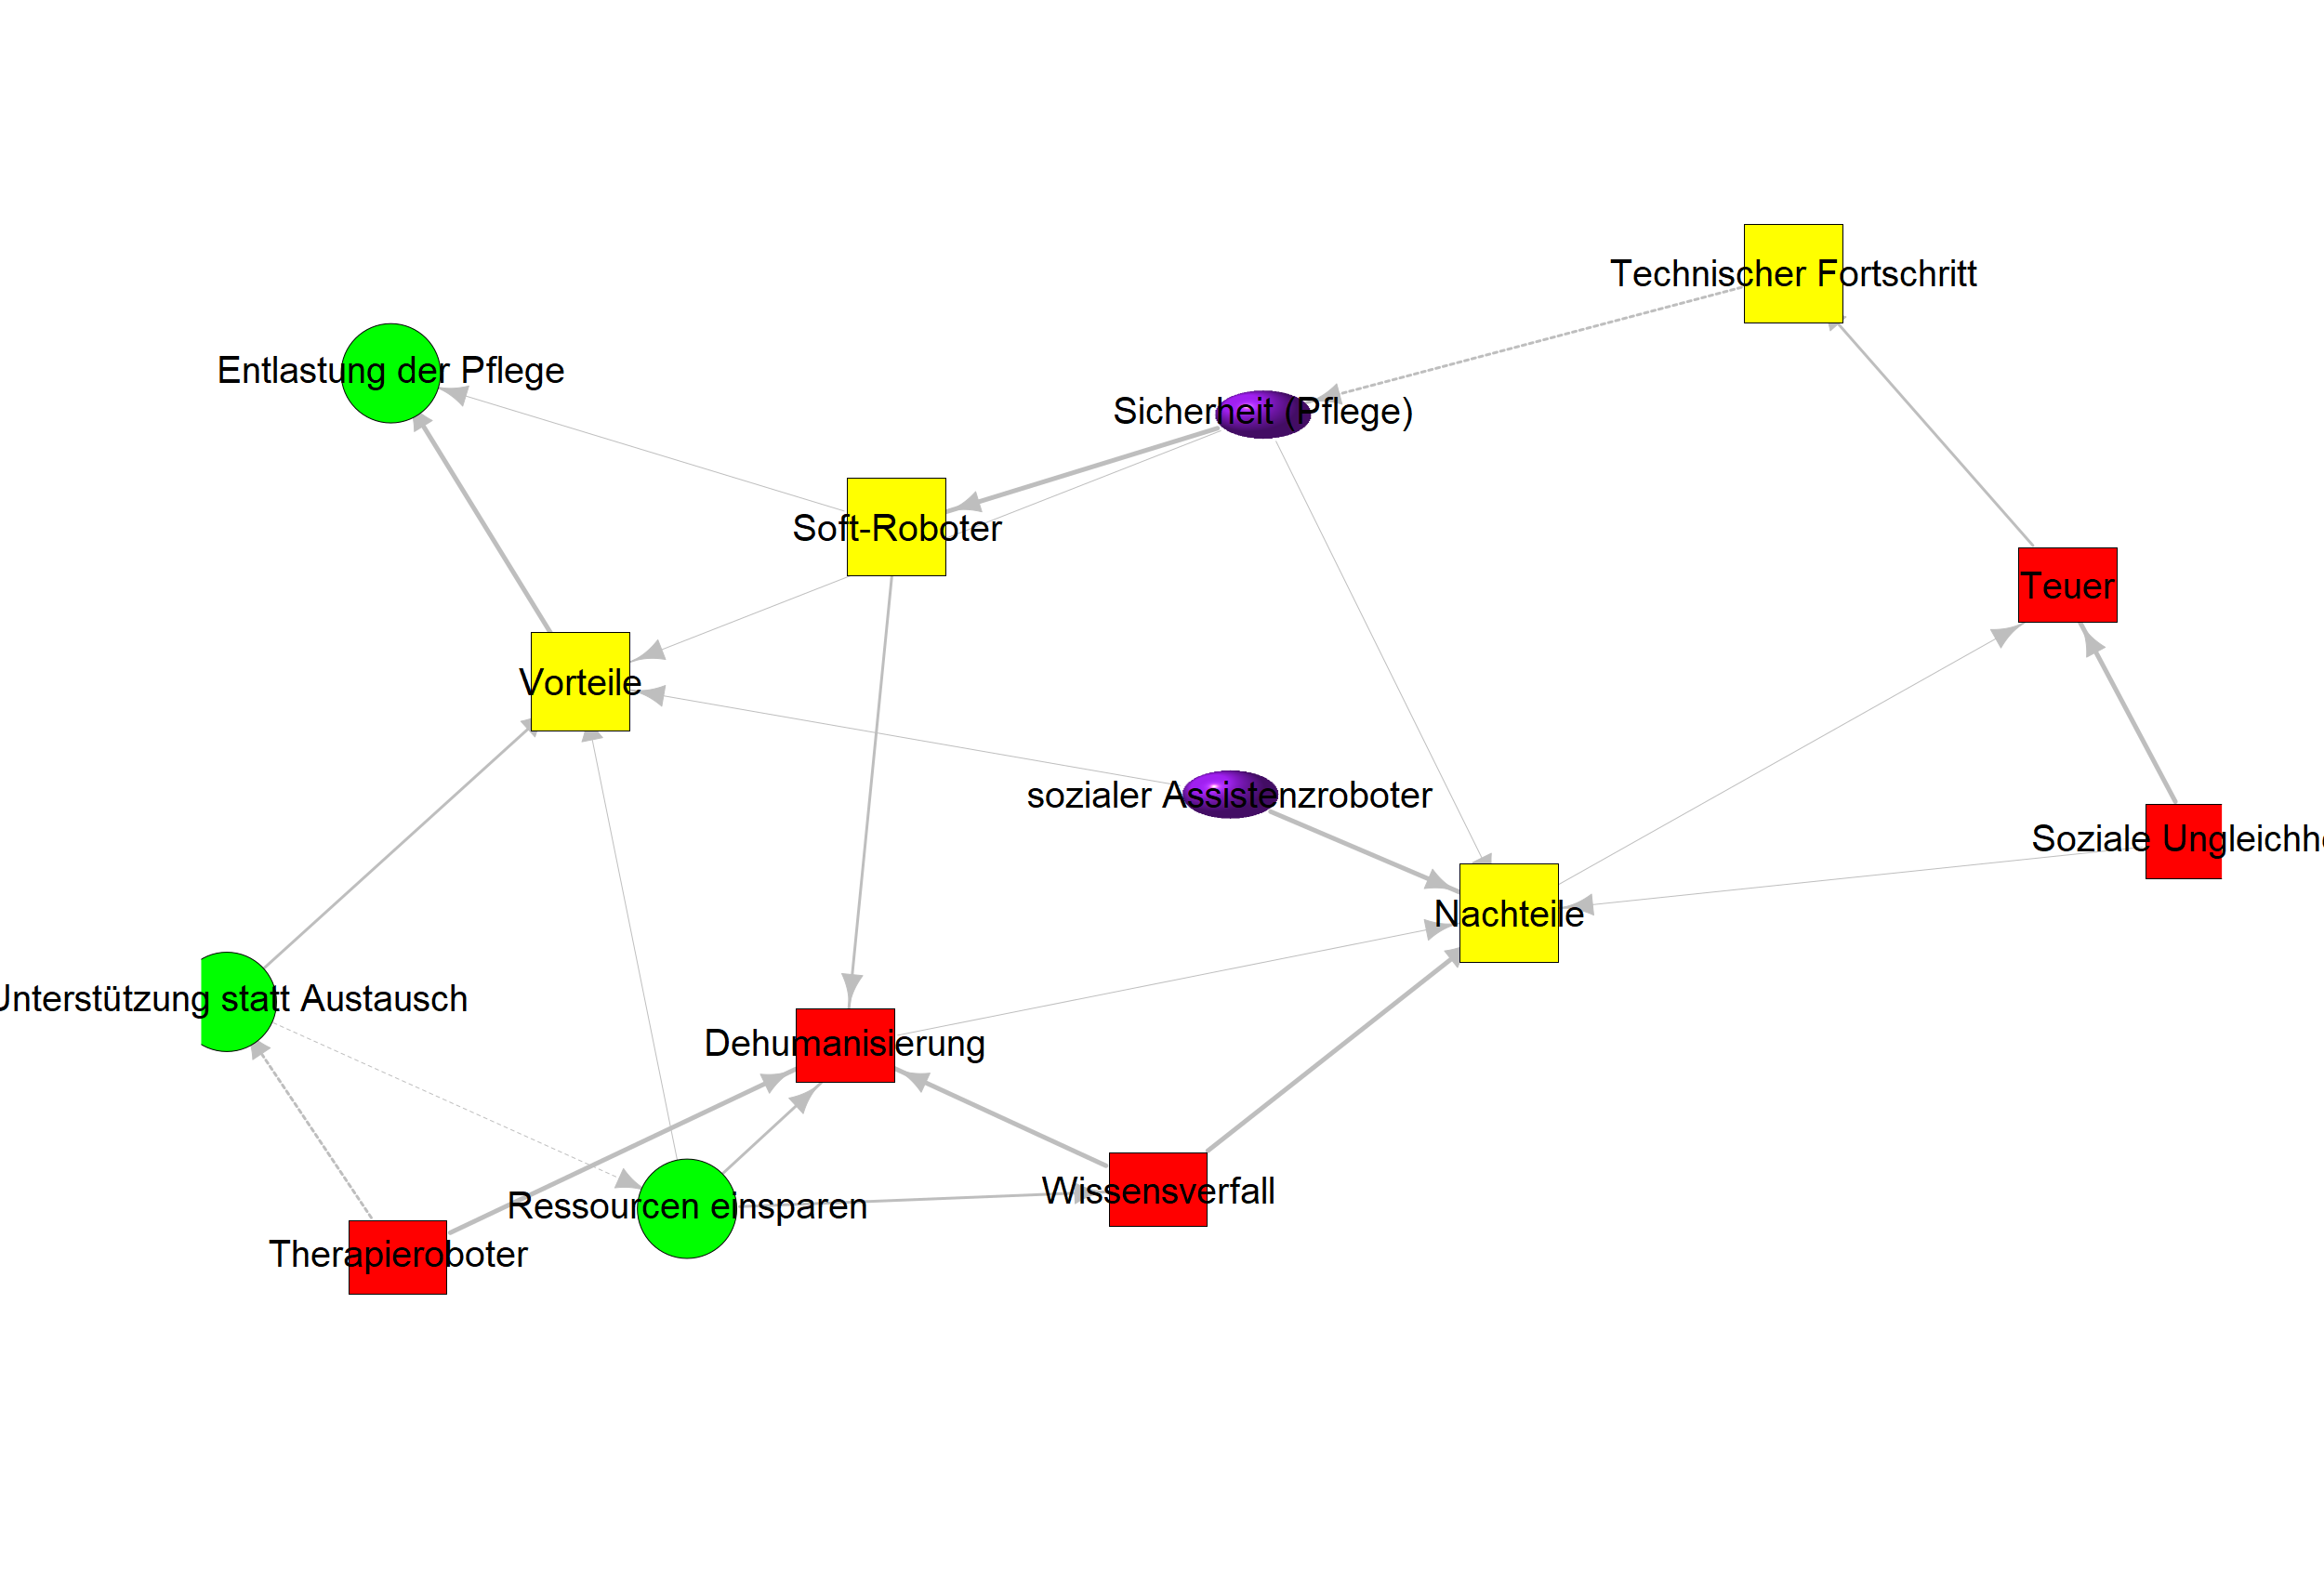 Technischer Fortschritt
Entlastung der Pflege
Sicherheit (Pflege)
Soft-Roboter
Teuer
Vorteile
sozialer Assistenzroboter
Soziale Ungleichh
Nachteile
Unterstützung statt Austausch
Dehumanisierung
Wissensverfall
Ressourcen einsparen
Therapieroboter